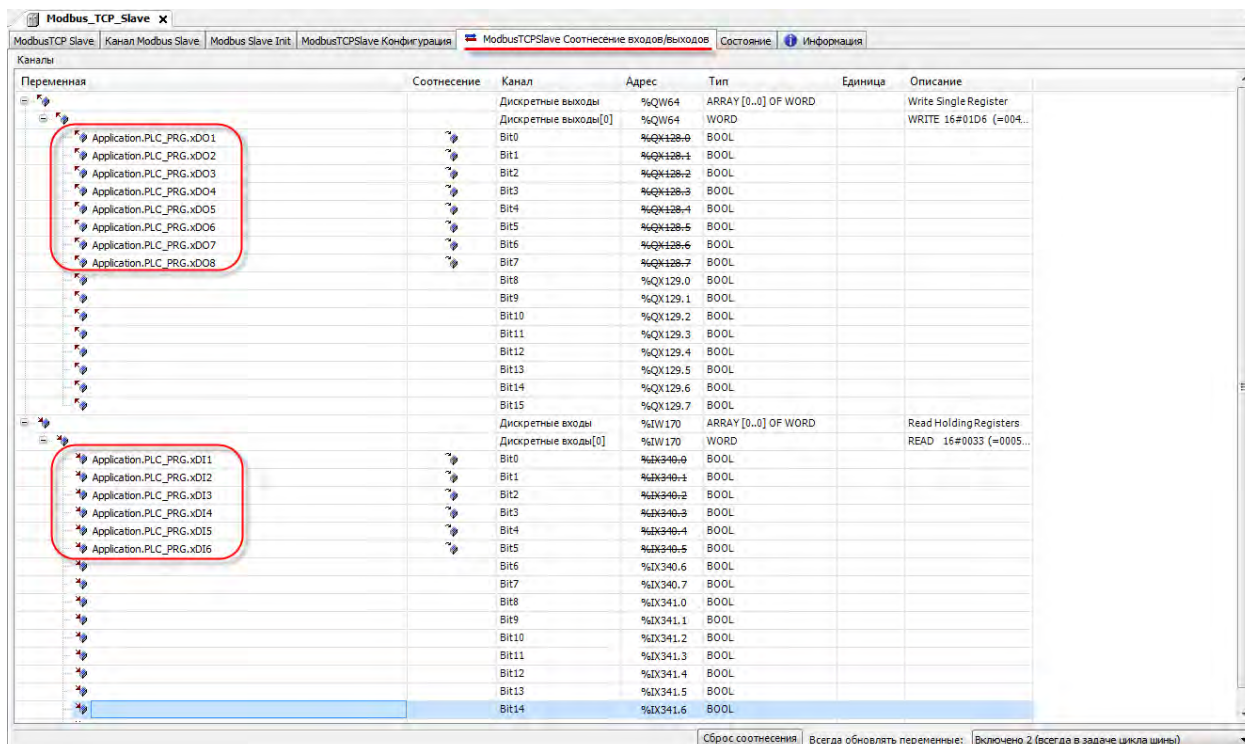 Modbus_TCP_Slave x
ModbusTCP Slave Канал Modbus Slave Modbus Slave Init ModbusTCPSlave Конфигурация ModbusTCPSlave Соотнесение входов/выходов Состояние Информация
Каналы
Переменная Соотнесение Канал Адрес Тип Единица Описание
Дискретные выходы %QW64 ARRAY [0..0] OF WORD Write Single Register
Дискретные выходы[0] %QW64 WORD WRITE 16#01D6 (=004...
Application.PLC_PRG.xDO1 Bit0 %QX128.0 BOOL
Application.PLC_PRG.xDO2 Bit1 %QX128.1 BOOL
Application.PLC_PRG.xDO3 Bit2 %QX128.2 BOOL
Application.PLC_PRG.xDO4 Bit3 %QX128.3 BOOL
Application.PLC_PRG.xDO5 Bit4 %QX128.4 BOOL
Application.PLC_PRG.xDO6 Bit5 %QX128.5 BOOL
Application.PLC_PRG.xDO7 Bit6 %QX128.6 BOOL
Application.PLC_PRG.xDO8 Bit7 %QX128.7 BOOL
Bit8 %QX129.0 BOOL
Bit9 %QX129.1 BOOL
Bit10 %QX129.2 BOOL
Bit11 %QX129.3 BOOL
Bit12 %QX129.4 BOOL
Bit13 %QX129.5 BOOL
Bit14 %QX129.6 BOOL
Bit15 %QX129.7 BOOL
Дискретные входы %IW170 ARRAY [0..0] OF WORD Read Holding Registers
Дискретные входы[0] %IW170 WORD READ 16#0033 (=0005...
Application.PLC_PRG.xDI1 Bit0 %IX340.0 BOOL
Application.PLC_PRG.xDI2 Bit1 %IX340.1 BOOL
Application.PLC_PRG.xDI3 Bit2 %IX340.2 BOOL
Application.PLC_PRG.xDI4 Bit3 %IX340.3 BOOL
Application.PLC_PRG.xDI5 Bit4 %IX340.4 BOOL
Application.PLC_PRG.xDI6 Bit5 %IX340.5 BOOL
Bit6 %IX340.6 BOOL
Bit7 %IX340.7 BOOL
Bit8 %IX341.0 BOOL
Bit9 %IX341.1 BOOL
Bit10 %IX341.2 BOOL
Bit11 %IX341.3 BOOL
Bit12 %IX341.4 BOOL
Bit13 %IX341.5 BOOL
Bit14 %IX341.6 BOOL
Сброс соотнесения Всегда обновлять переменные: Включено 2 (всегда в задаче цикла шины)